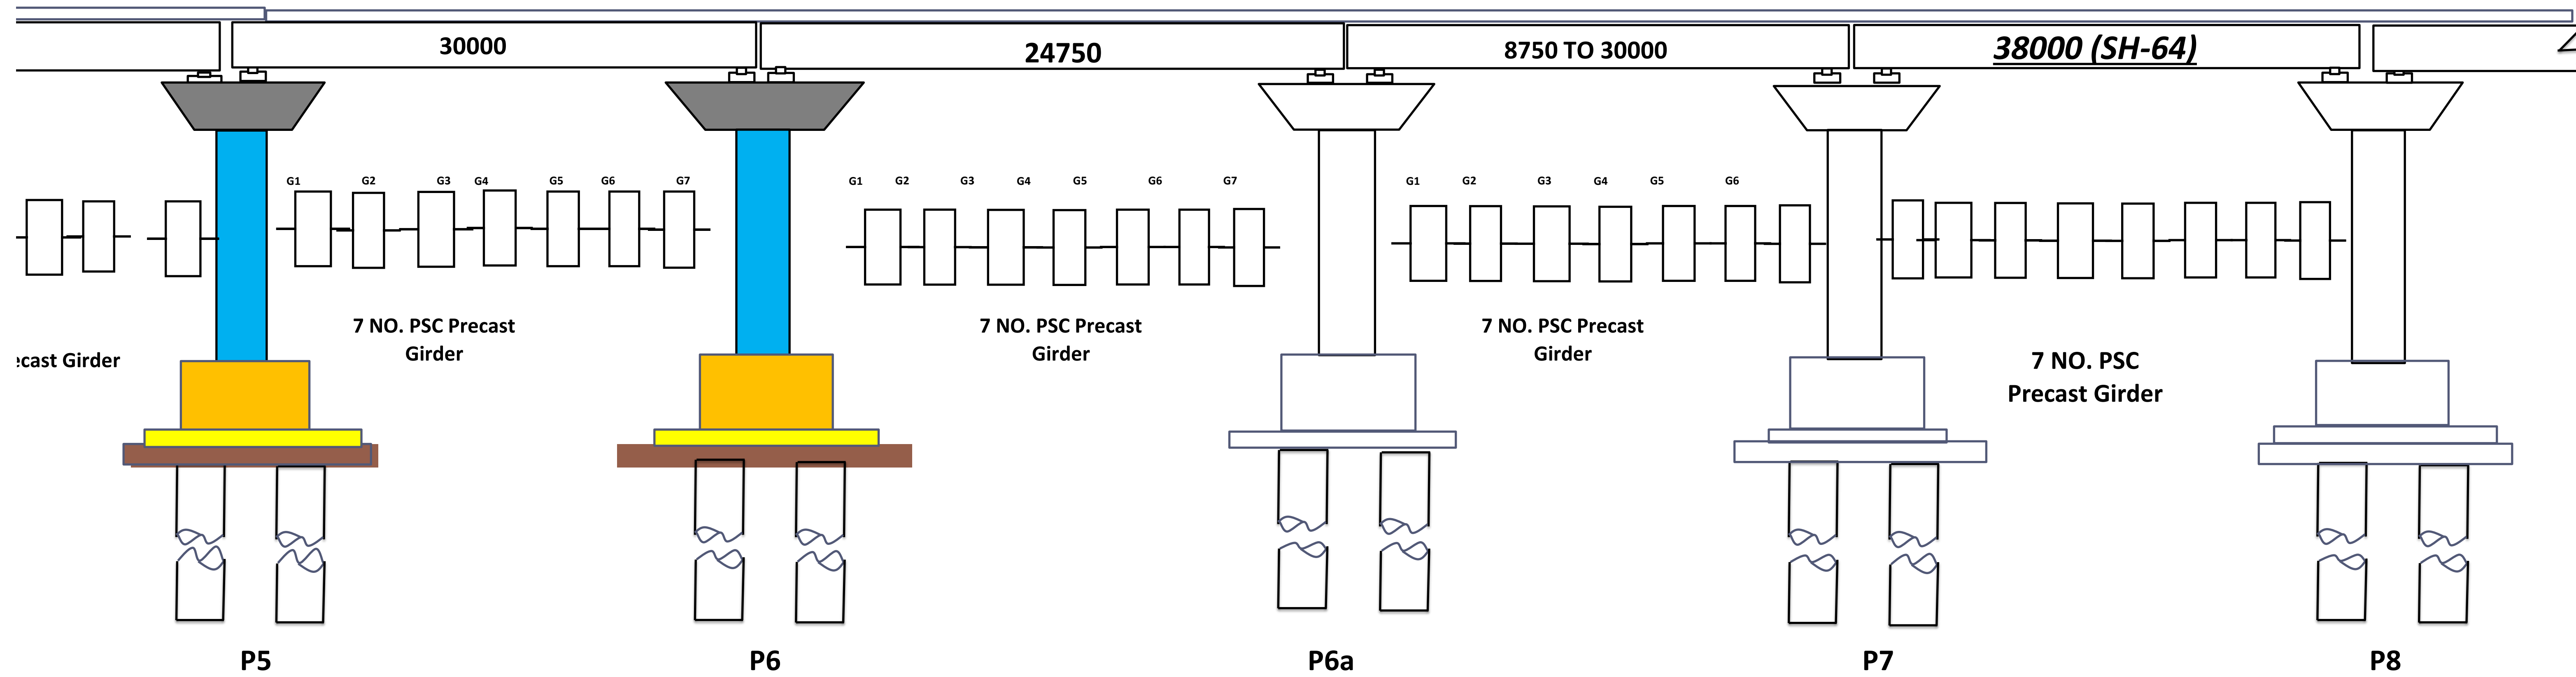 30000
24750
8750 TO 30000
38000 (SH-64)
G1 G2 G3 G4 G5 G6 G7
G1 G2 G3 G4 G5 G6 G7
G1 G2 G3 G4 G5 G6
7 NO. PSC Precast
Girder
7 NO. PSC Precast
Girder
7 NO. PSC Precast
Girder
7 NO. PSC
Precast Girder
ecast Girder
P5
P6
P6a
P7
P8